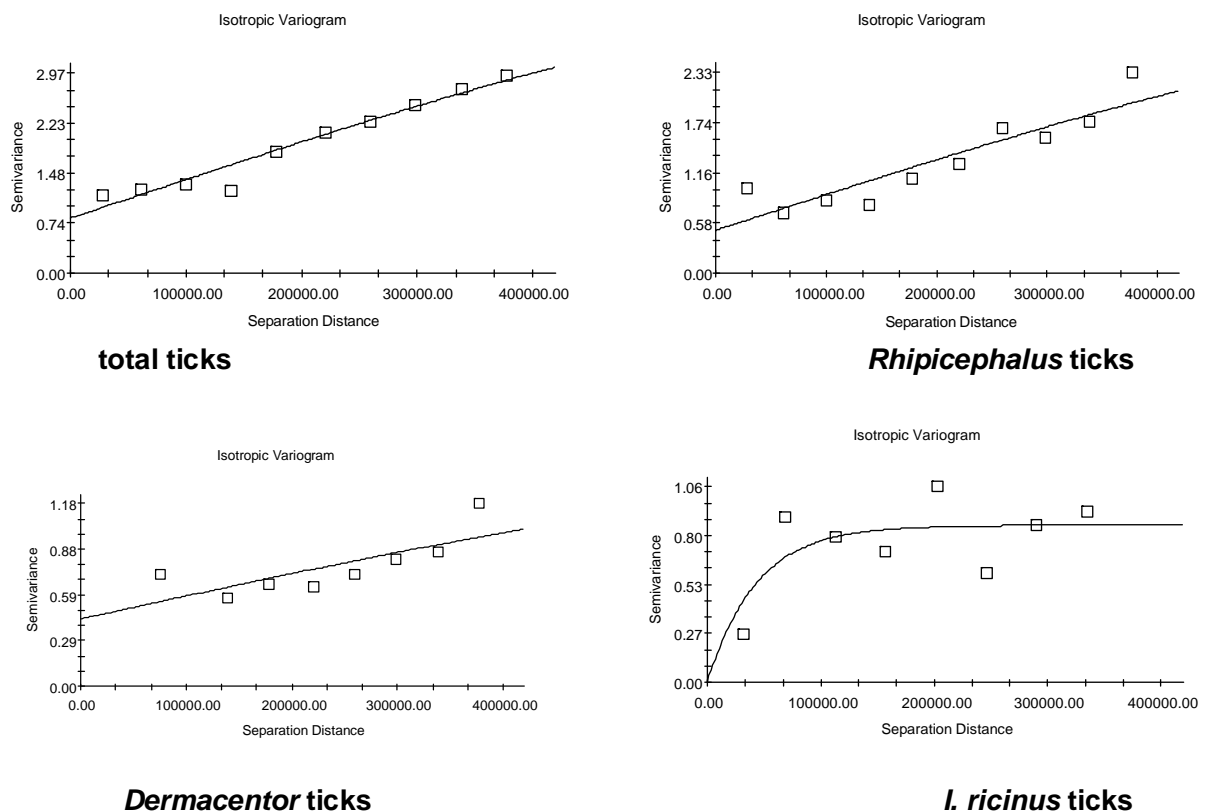 Isotropic Variogram
2.97
2.23
1.48
0.74
0.00
Semivariance
0.00 100000.00 200000.00 300000.00 400000.00
Separation Distance
total ticks
Isotropic Variogram
2.33
1.74
1.16
0.58
0.00
Semivariance
0.00 100000.00 200000.00 300000.00 400000.00
Separation Distance
Rhipicephalus ticks
Isotropic Variogram
1.18
0.88
0.59
0.29
0.00
Semivariance
0.00 100000.00 200000.00 300000.00 400000.00
Separation Distance
Dermacentor ticks
Isotropic Variogram
1.06
0.80
0.53
0.27
0.00
Semivariance
0.00 100000.00 200000.00 300000.00 400000.00
Separation Distance
I. ricinus ticks